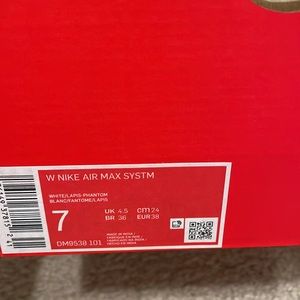 W NIKE AIR MAX SYSTM
WHITE/LAPIS-PHANTOM
BLANC/FANTOME/LAPIS
7
UK 4.5 CM 24
BR 36 EUR 38
DM9538 101
MADE IN INDIA